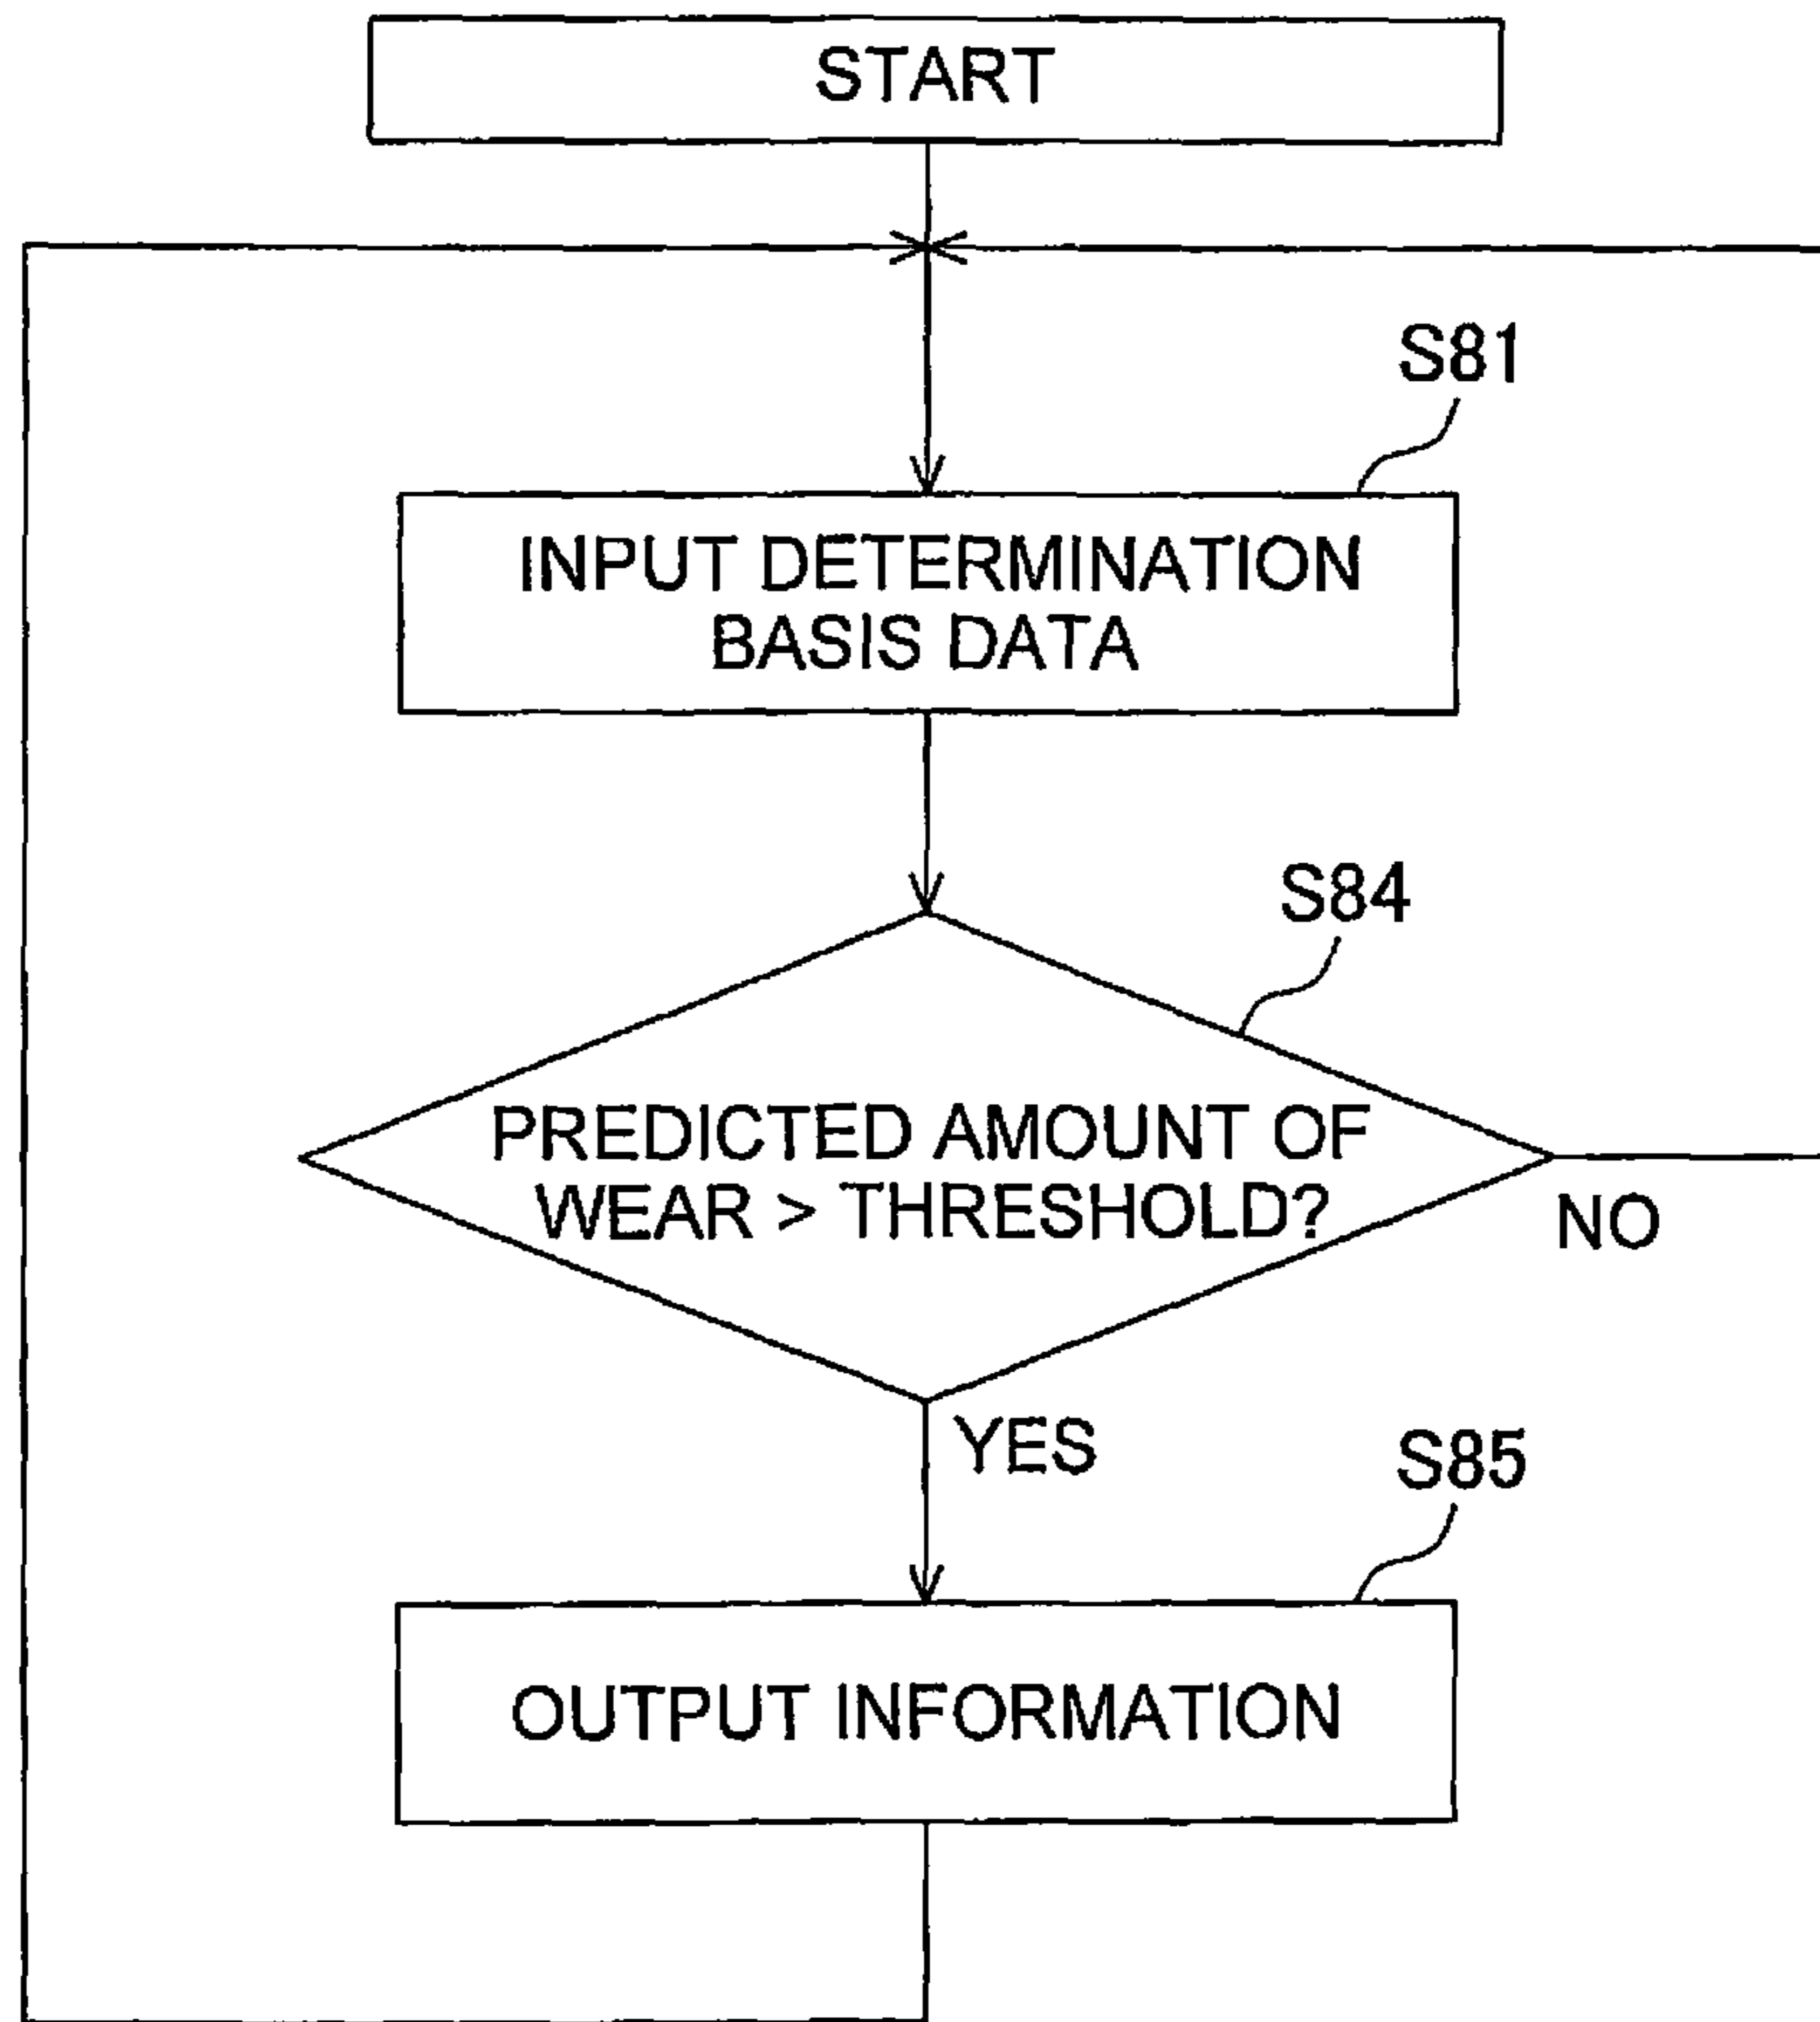 START
S81
INPUT DETERMINATION
BASIS DATA
S84
PREDICTED AMOUNT OF
WEAR > THRESHOLD?
NO
YES
S85
OUTPUT INFORMATION